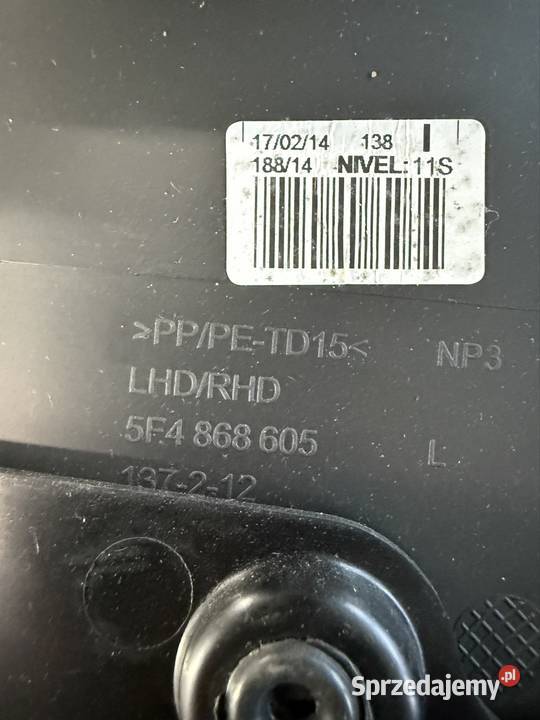 17/02/14 138 I
188/14 NIVEL: 11S
>PP/PE-TD15< NP3
LHD/RHD
5F4 868 605 L
137-2-12
Sprzedajemy.pl